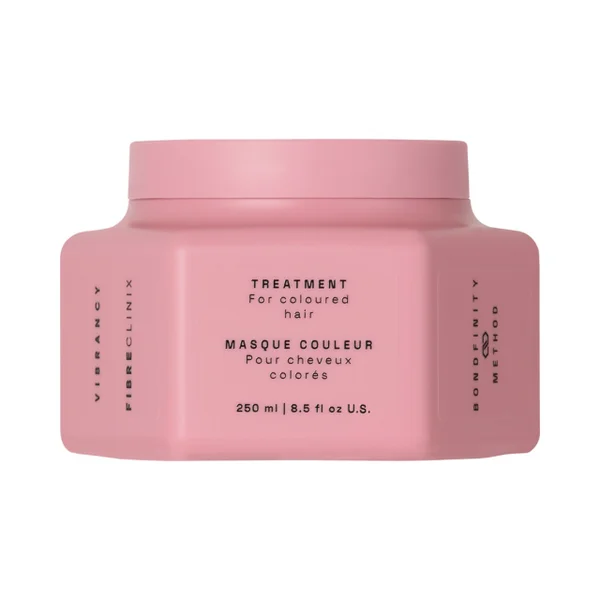 VIBRANCY
FIBRECLINIX
TREATMENT
For coloured
hair
MASQUE COULEUR
Pour cheveux
colorés
250 ml | 8.5 fl oz U.S.
BONDFINITY
METHOD